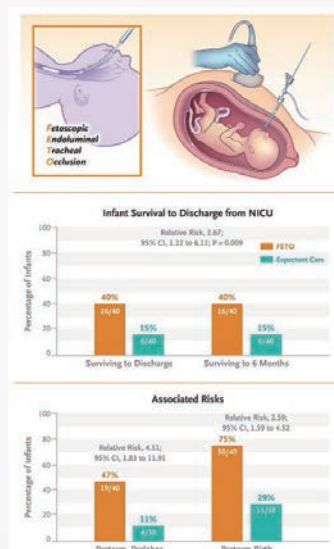 Fetoscopic
Endoluminal
Tracheal
Occlusion
Infant Survival to Discharge from NICU
Relative Risk, 2.67;
95% CI, 1.22 to 6.11; P = 0.009
FETO
Expectant Care
Percentage of Infants
100
80
60
40
20
0
40%
16/40
15%
6/40
40%
16/40
15%
6/40
Surviving to Discharge
Surviving to 6 Months
Associated Risks
Relative Risk, 2.59;
95% CI, 1.59 to 4.52
Relative Risk, 4.51;
95% CI, 1.83 to 11.91
Percentage of Infants
100
80
60
40
20
0
47%
19/40
11%
75%
30/40
29%
11/38